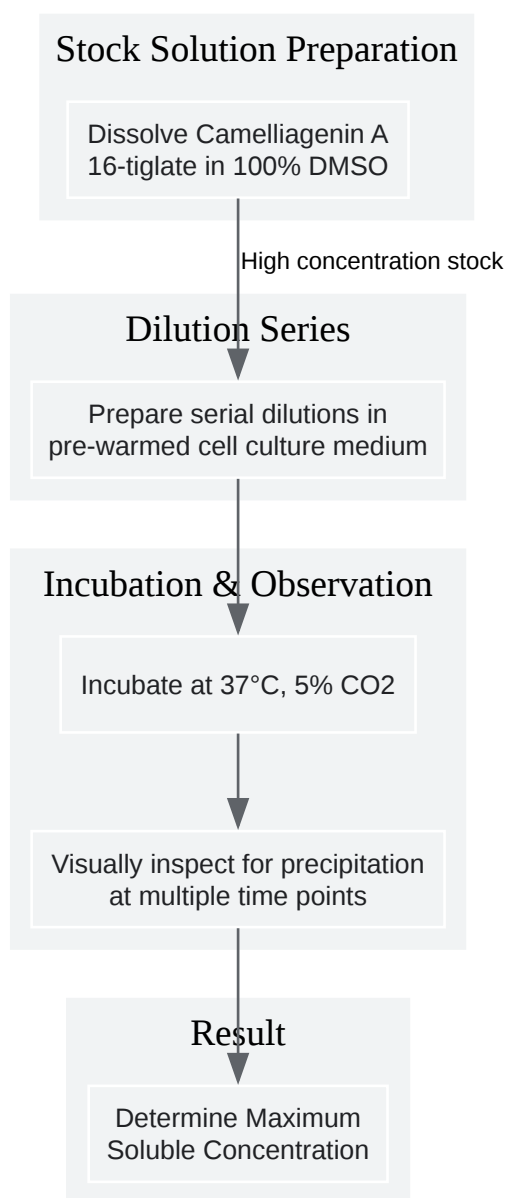 Stock Solution Preparation
Dissolve Camelliagenin A
16-tiglate in 100% DMSO
High concentration stock
Dilution Series
Prepare serial dilutions in
pre-warmed cell culture medium
Incubation & Observation
Incubate at 37°C, 5% CO2
Visually inspect for precipitation
at multiple time points
Result
Determine Maximum
Soluble Concentration